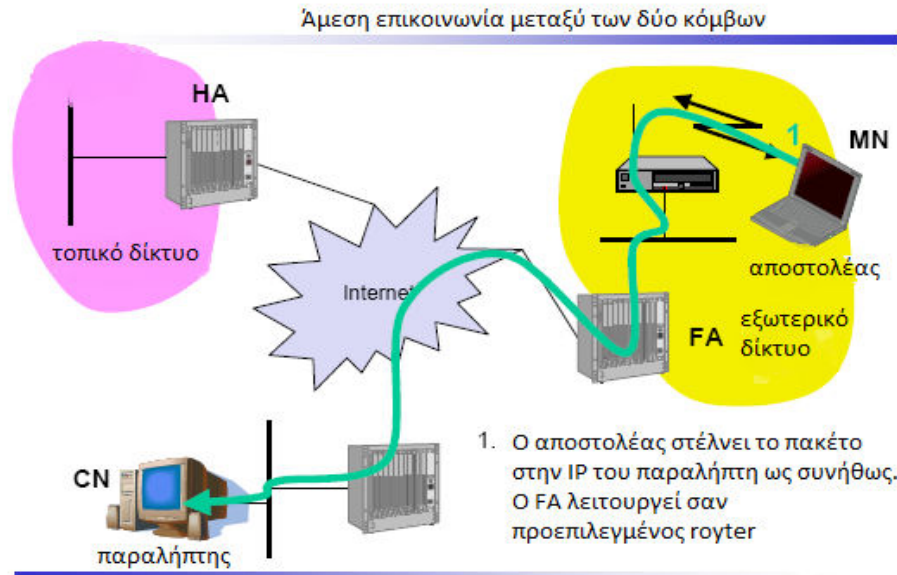 Άμεση επικοινωνία μεταξύ των δύο κόμβων
HA
τοπικό δίκτυο
Internet
1
MN
αποστολέας
FA
εξωτερικό
δίκτυο
CN
παραλήπτης
1. Ο αποστολέας στέλνει το πακέτο
στην IP του παραλήπτη ως συνήθως.
Ο FA λειτουργεί σαν
προεπιλεγμένος royter